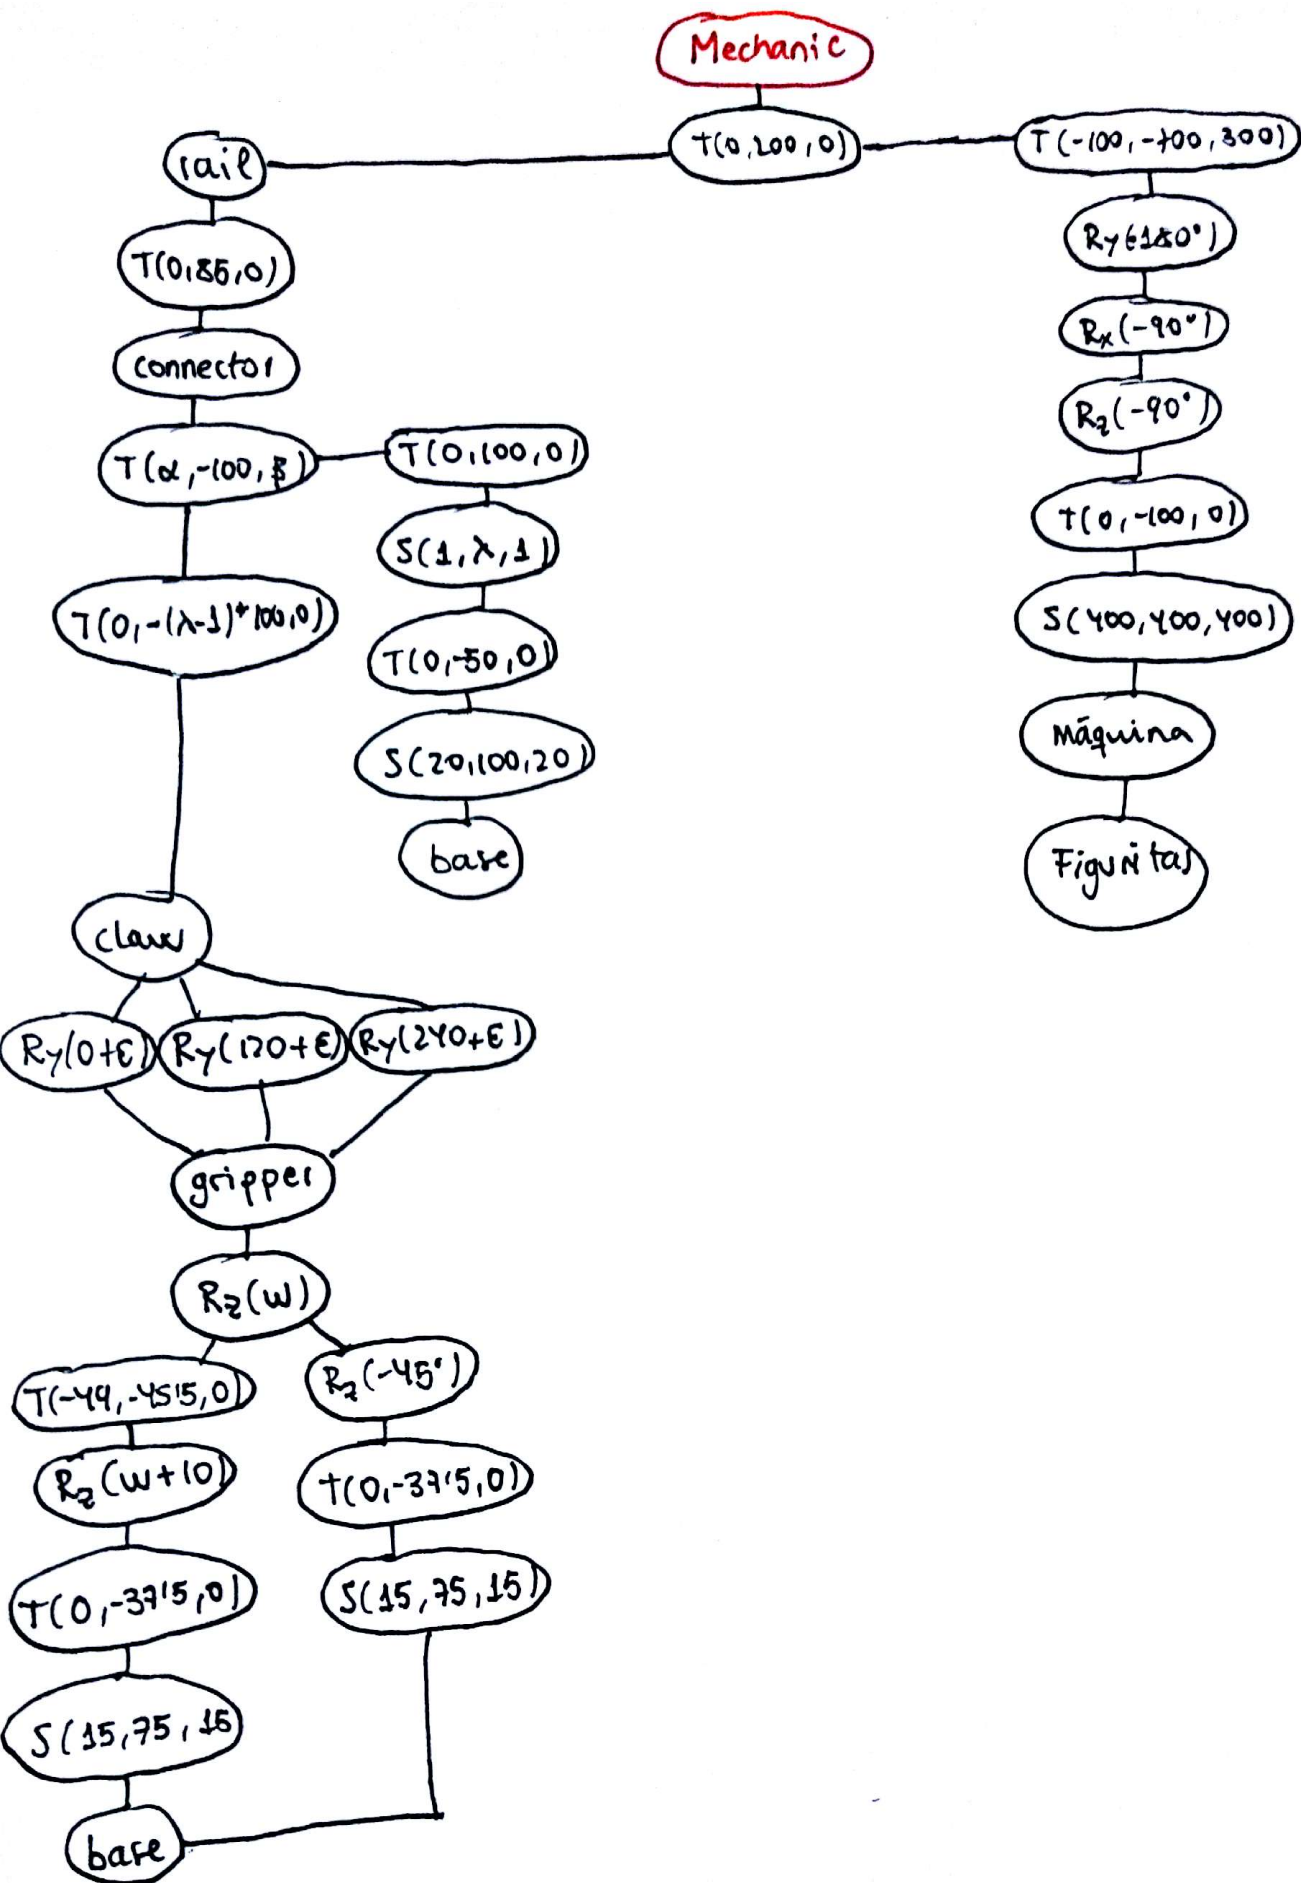 Mechanic
rail
T(0,200,0)
T(-100,-700,300)
T(0,85,0)
Ry(-180°)
connector
Rx(-90°)
T(α,-100,β)
T(0,100,0)
Rz(-90°)
S(1,λ,1)
T(0,-100,0)
T(0,-(λ-1)*100,0)
T(0,-50,0)
S(400,400,400)
S(20,100,20)
Máquina
base
Figuritas
claw
Ry(0+ε)
Ry(120+ε)
Ry(240+ε)
gripper
Rz(w)
T(-44,-45'5,0)
Rz(-45°)
Rz(w+10)
T(0,-37'5,0)
T(0,-37'5,0)
S(15,75,15)
S(15,75,15
base